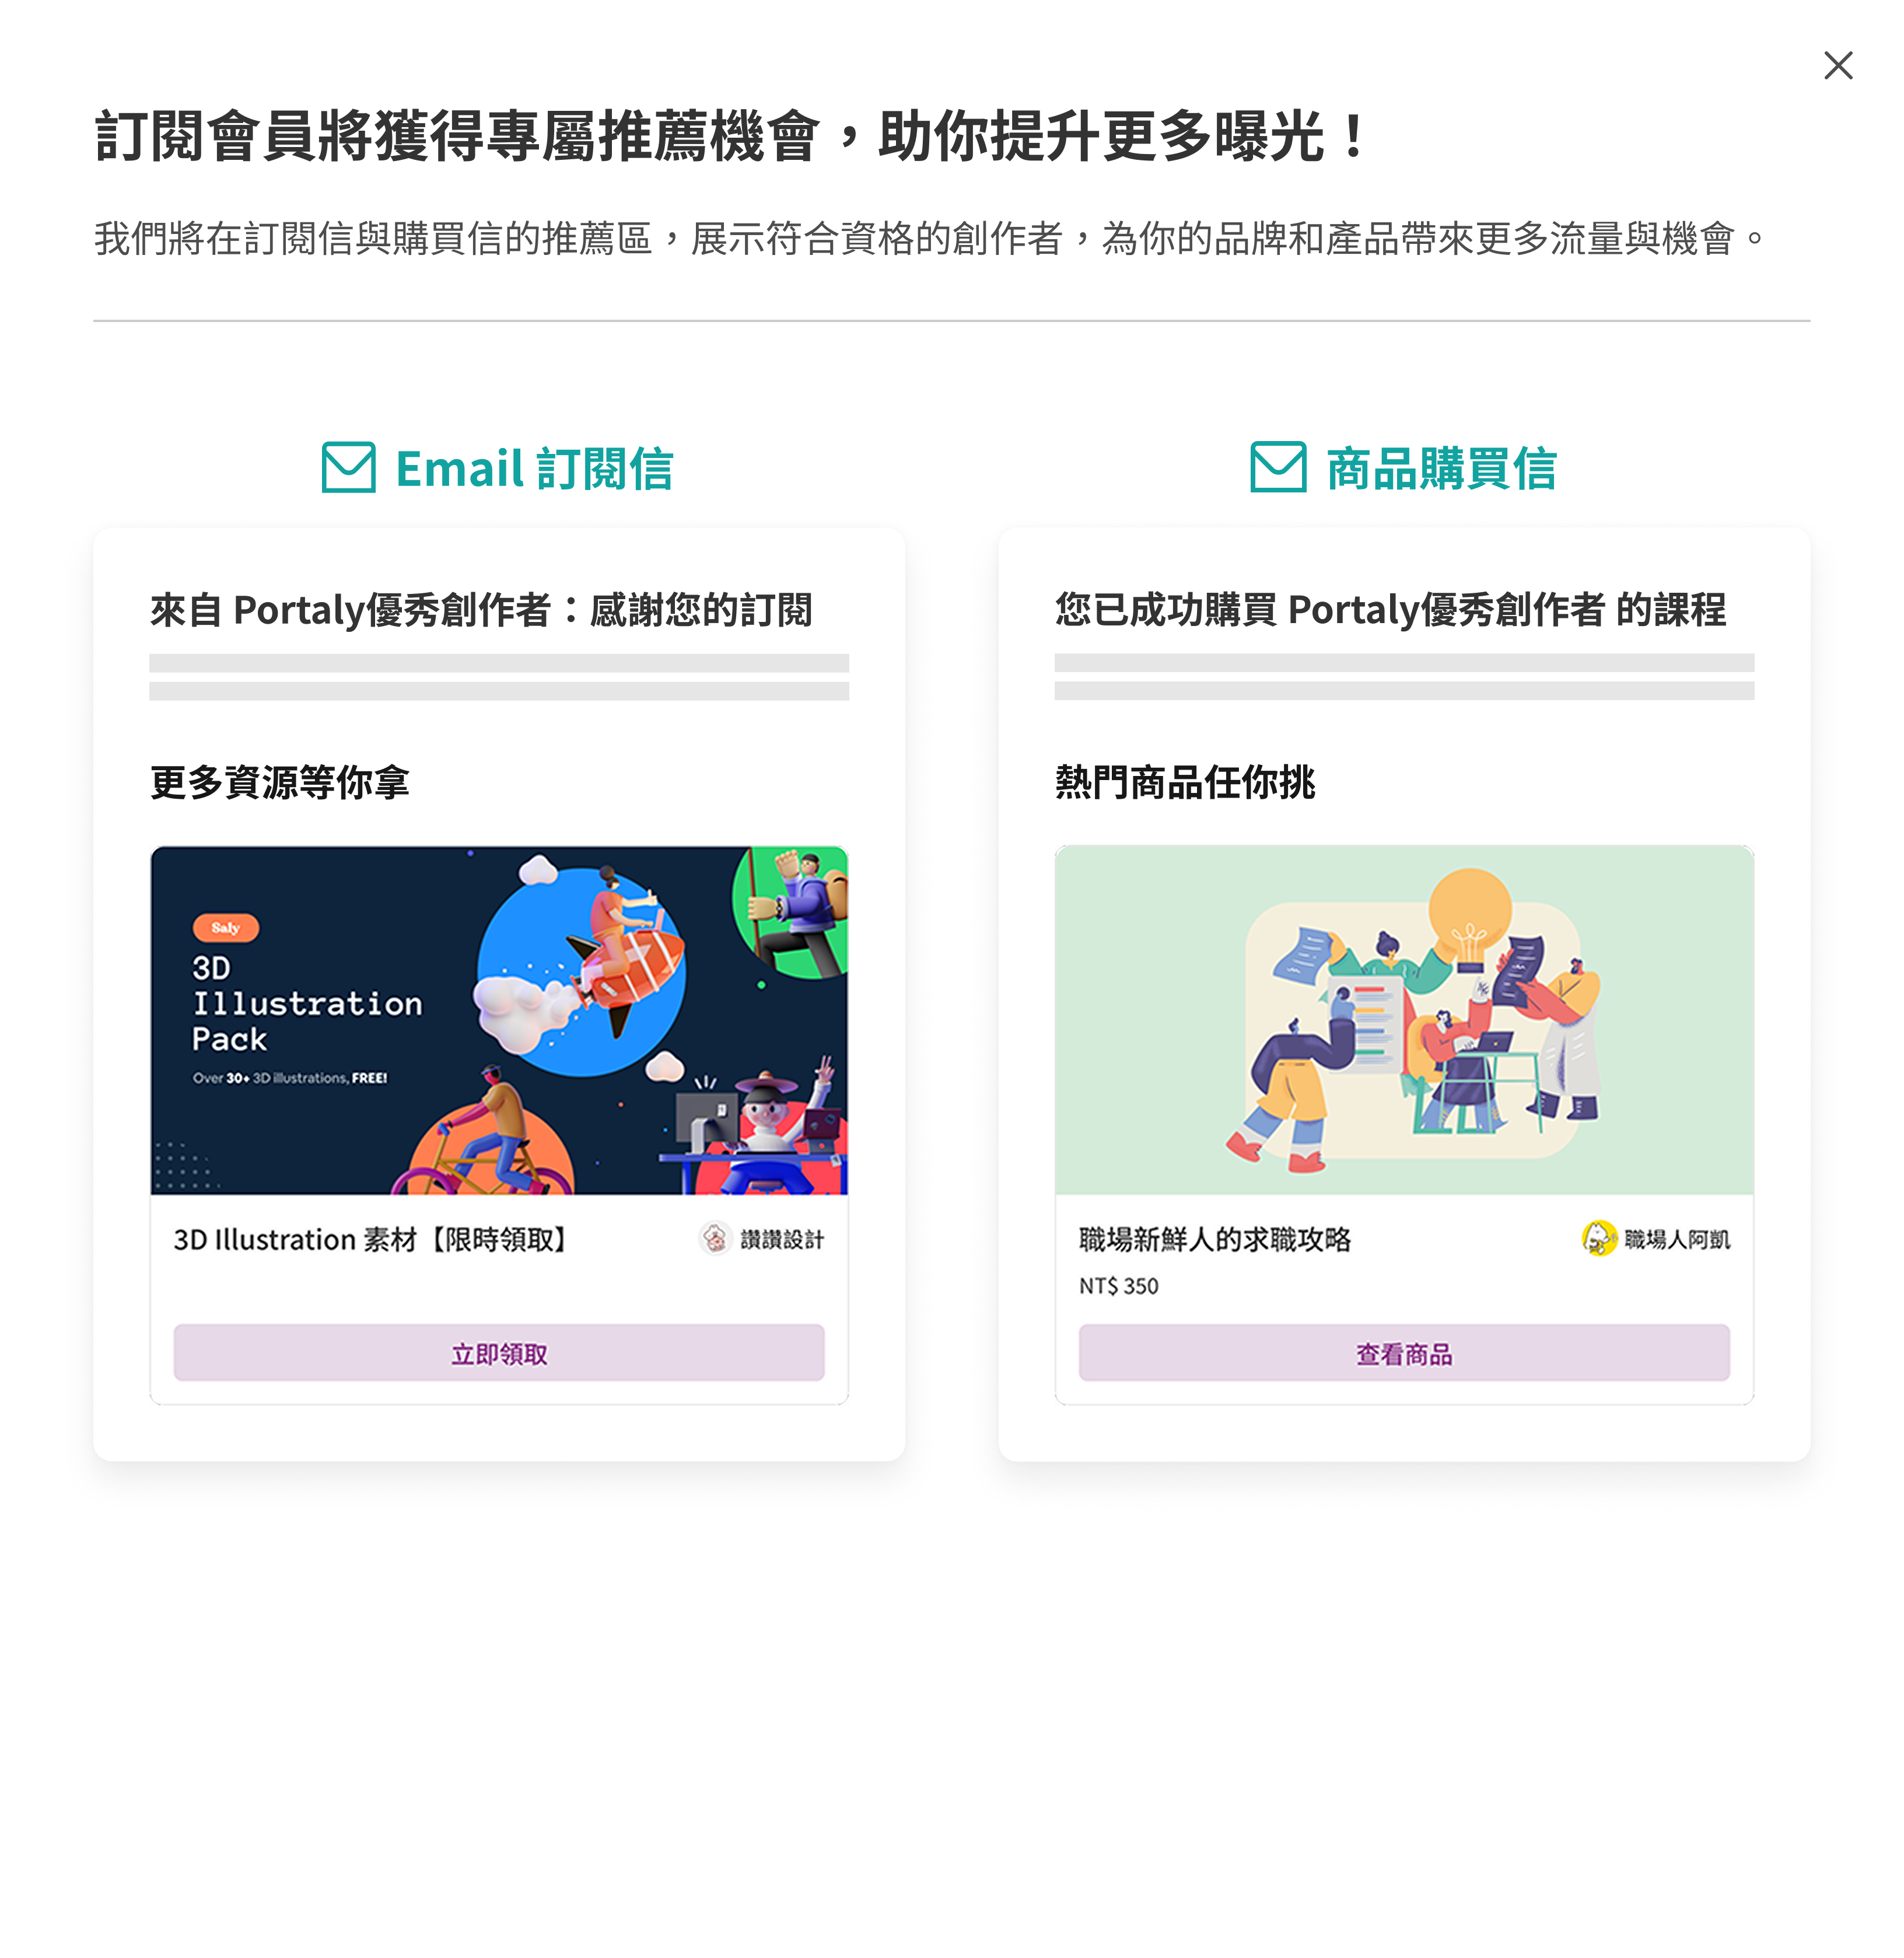 訂閱會員將獲得專屬推薦機會，助你提升更多曝光！
我們將在訂閱信與購買信的推薦區，展示符合資格的創作者，為你的品牌和產品帶來更多流量與機會。
Email 訂閱信
來自 Portaly優秀創作者：感謝您的訂閱
更多資源等你拿
Saly
3D
Illustration
Pack
Over 30+ 3D illustrations, FREE!
3D Illustration 素材【限時領取】
讚讚設計
立即領取
商品購買信
您已成功購買 Portaly優秀創作者 的課程
熱門商品任你挑
職場新鮮人的求職攻略
職場人阿凱
NT$ 350
查看商品